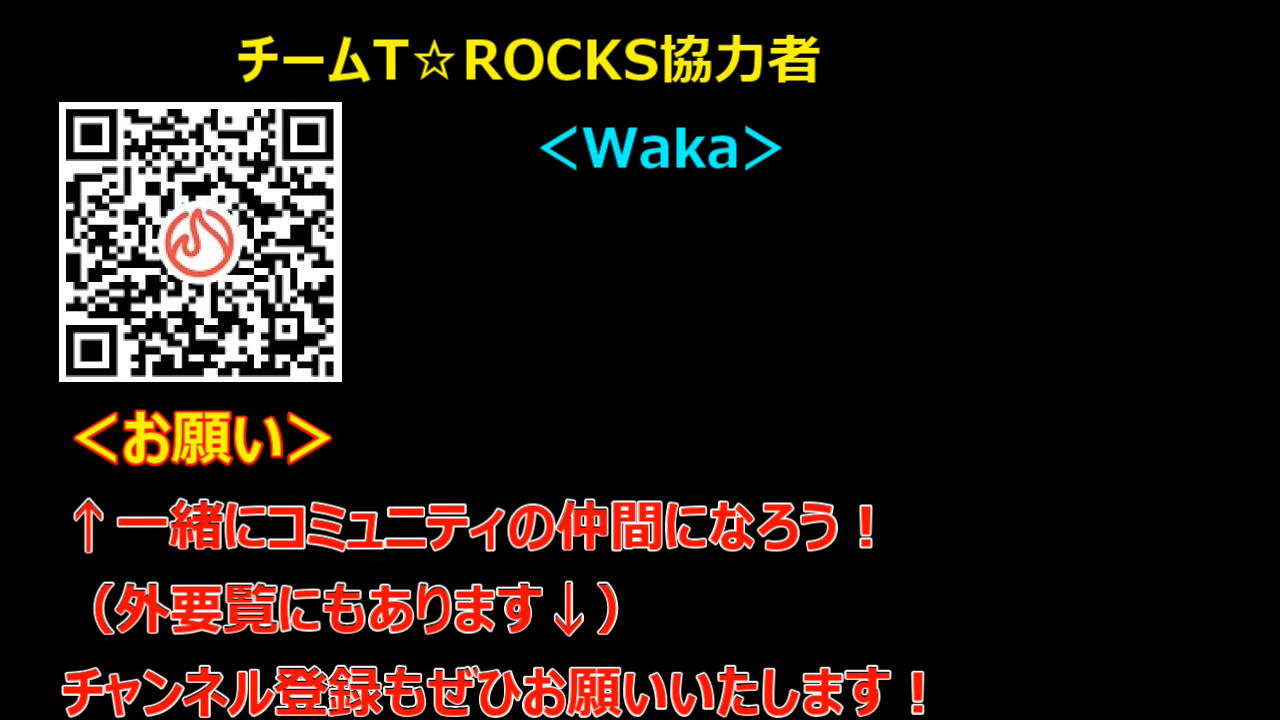 チームT☆ROCKS協力者
＜Waka＞
＜お願い＞
↑一緒にコミュニティの仲間になろう！
（外要覧にもあります↓）
チャンネル登録もぜひお願いいたします！